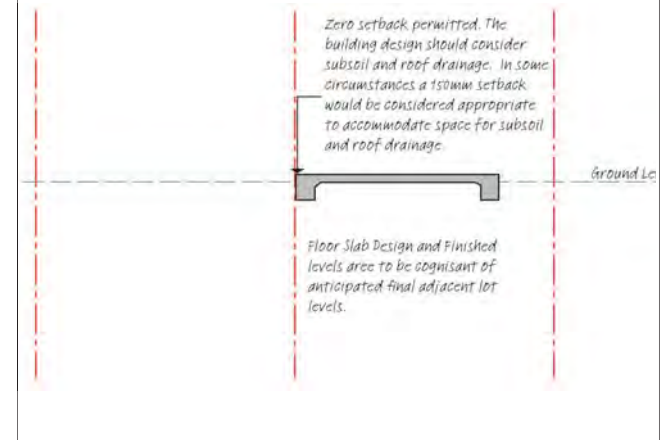 Zero setback permitted. The
building design should consider
subsoil and roof drainage. In some
circumstances a 150mm setback
would be considered appropriate
to accommodate space for subsoil
and roof drainage
Ground Le
Floor Slab Design and Finished
levels aree to be cognisant of
anticipated final adjacent lot
levels.